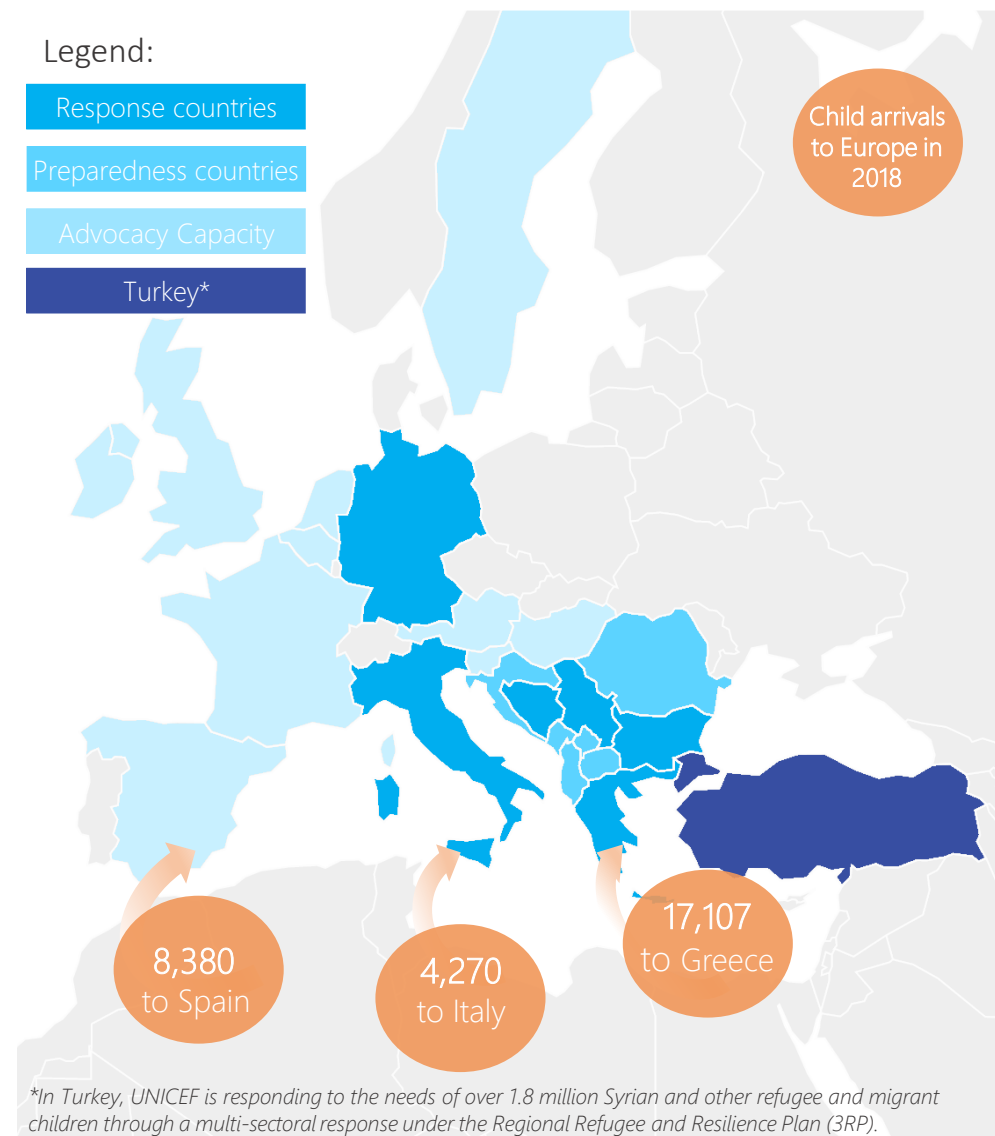 Legend:
Response countries
Preparedness countries
Advocacy Capacity
Turkey*
Child arrivals
to Europe in
2018
8,380
to Spain
4,270
to Italy
17,107
to Greece
*In Turkey, UNICEF is responding to the needs of over 1.8 million Syrian and other refugee and migrant
children through a multi-sectoral response under the Regional Refugee and Resilience Plan (3RP).